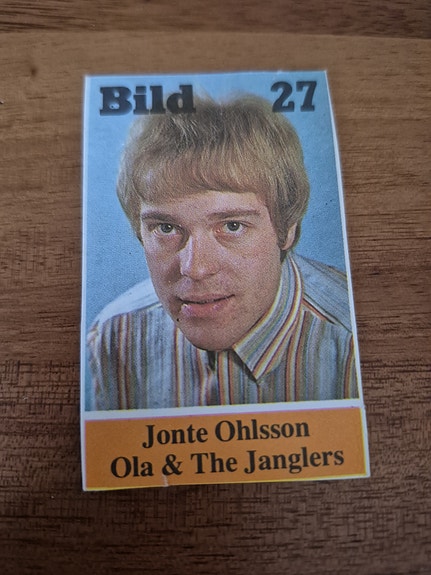 Bild 27
Jonte Ohlsson
Ola & The Janglers